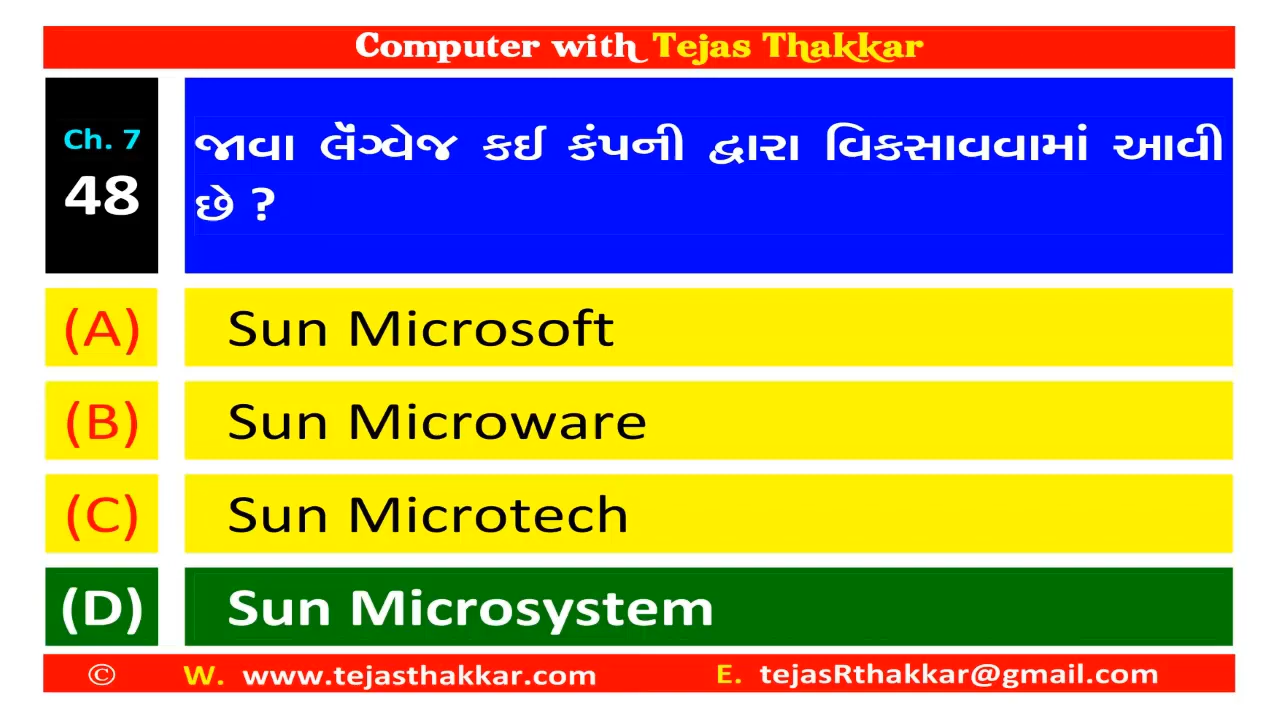 Computer with Tejas Thakkar
Ch. 7
48
જાવા લેંગ્વેજ કઈ કંપની દ્વારા વિકસાવવામાં આવી
છે ?
(A) Sun Microsoft
(B) Sun Microware
(C) Sun Microtech
(D) Sun Microsystem
© W. www.tejasthakkar.com E. tejasRthakkar@gmail.com